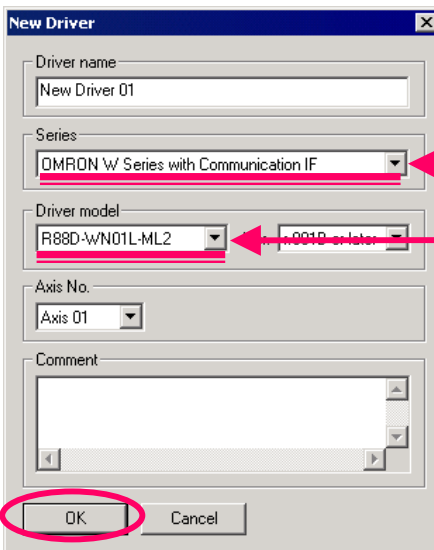 New Driver
Driver name
New Driver 01
Series
OMRON W Series with Communication IF
Driver model
R88D-WN01L-ML2
Axis No.
Axis 01
Comment
OK Cancel